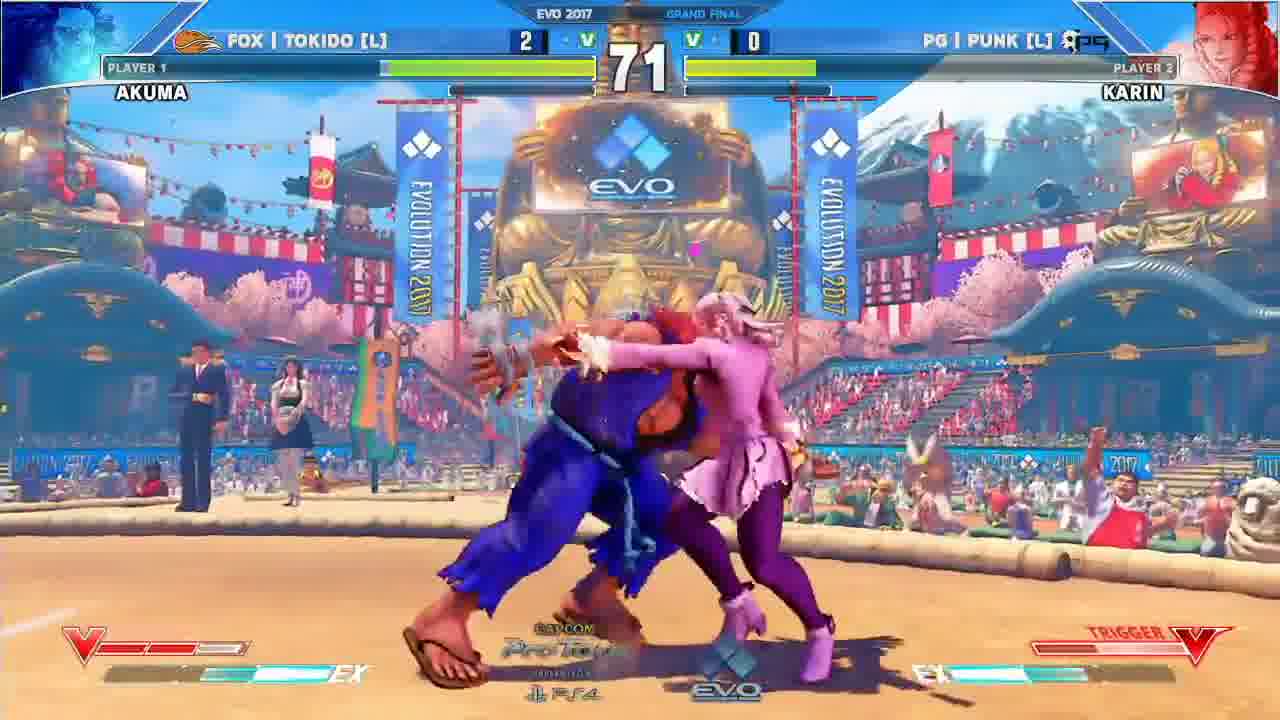 EVO 2017
GRAND FINAL
FOX | TOKIDO [L]
2
V
71
V
0
PG | PUNK [L]
PLAYER 1
PLAYER 2
AKUMA
KARIN
EVO
EVOLUTION 2017
EVOLUTION 2017
2017
V
EX
TRIGGER
V
EX
CAPCOM
Pro Tour
PS4
EVO